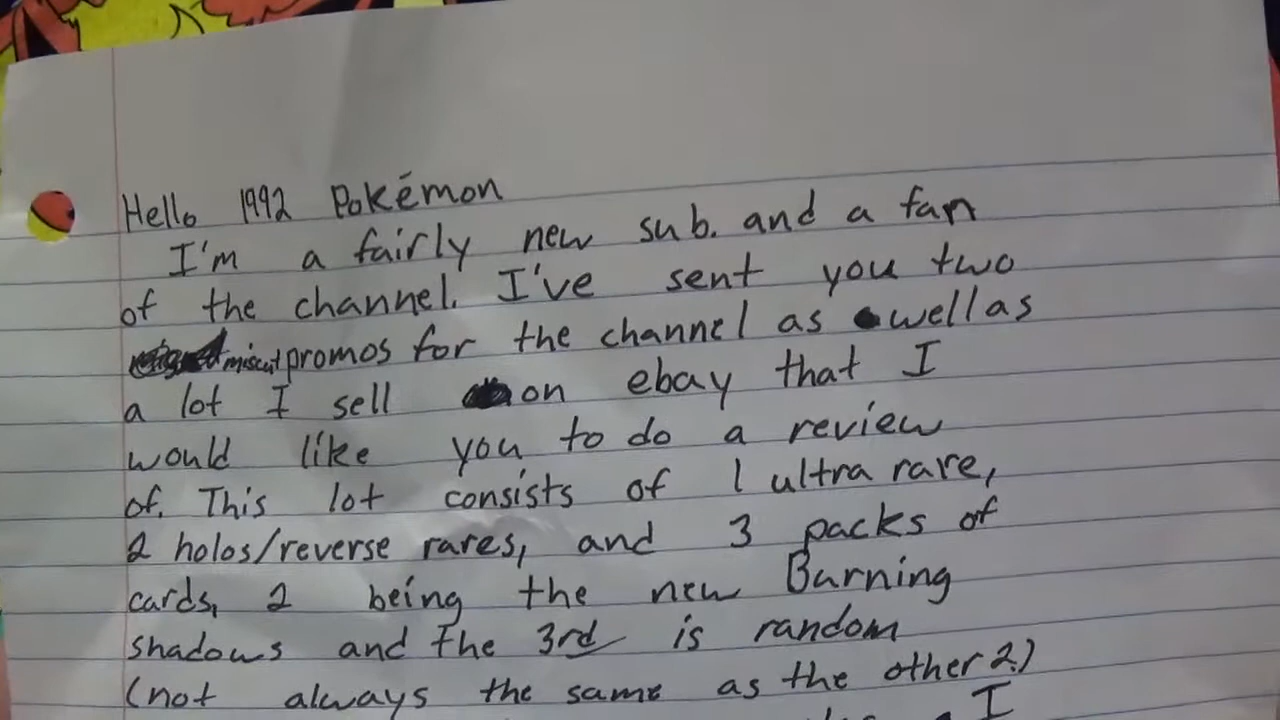 Hello 1992 Pokémon
I'm a fairly new sub. and a fan
of the channel. I've sent you two
miscut promos for the channel as well as
a lot I sell on ebay that I
would like you to do a review
of. This lot consists of 1 ultra rare,
2 holos/reverse rares, and 3 packs of
cards, 2 being the new Burning
shadows and the 3rd is random
(not always the same as the other 2.)
I